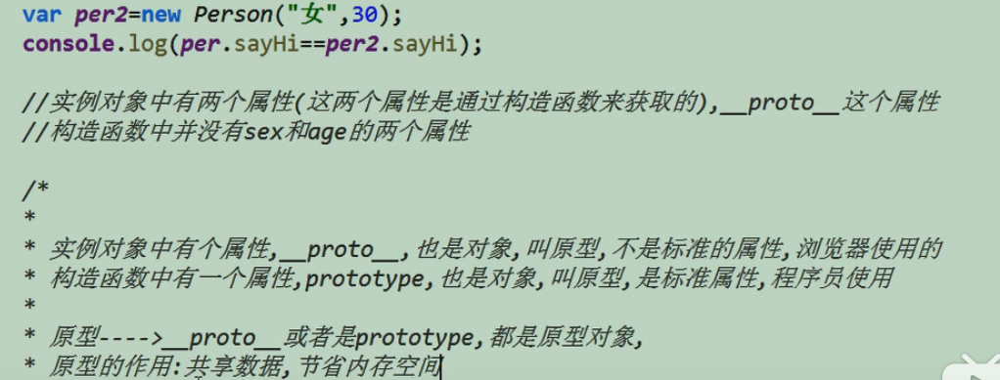 var per2=new Person("女",30);
console.log(per.sayHi==per2.sayHi);
//实例对象中有两个属性(这两个属性是通过构造函数来获取的),__proto__这个属性
//构造函数中并没有sex和age的两个属性
/*
*
* 实例对象中有个属性,__proto__,也是对象,叫原型,不是标准的属性,浏览器使用的
* 构造函数中有一个属性,prototype,也是对象,叫原型,是标准属性,程序员使用
*
* 原型---->__proto__或者是prototype,都是原型对象,
* 原型的作用:共享数据,节省内存空间